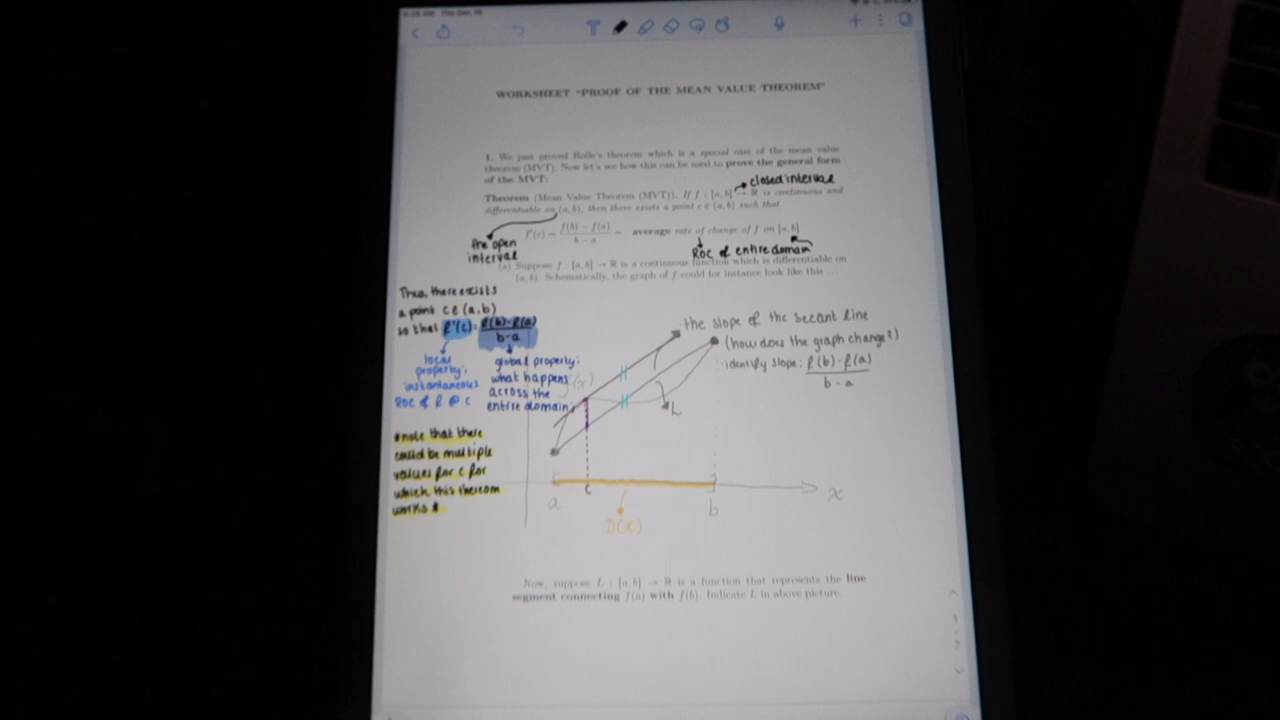 WORKSHEET "PROOF OF THE MEAN VALUE THEOREM"
1. We just proved Rolle's theorem which is a special case of the mean value
theorem (MVT). Now let's see how this can be used to prove the general form
of the MVT:
closed interval
Theorem (Mean Value Theorem (MVT)). If f : [a, b] → ℝ is continuous and
differentiable on (a, b), then there exists a point c ∈ (a, b) such that
f'(c) = f(b) − f(a) / b − a = average rate of change of f on [a, b]
the open
interval
ROC of entire domain
(a) Suppose f : [a, b] → ℝ is a continuous function which is differentiable on
(a, b). Schematically, the graph of f could for instance look like this . . .
Thus, there exists
a point c ∈ (a, b)
so that f'(c) = f(b) - f(a) / b - a
local
property:
instantaneous
ROC of f @ c
global property:
what happens
across the
entire domain
*note that there
could be multiple
values for c for
which this theorem
works *
the slope of the secant line
(how does the graph change?)
identify slope: f(b) - f(a) / b - a
L
c
a
b
x
D(x)
Now, suppose L : [a, b] → ℝ is a function that represents the line
segment connecting f(a) with f(b). Indicate L in above picture.
1
7